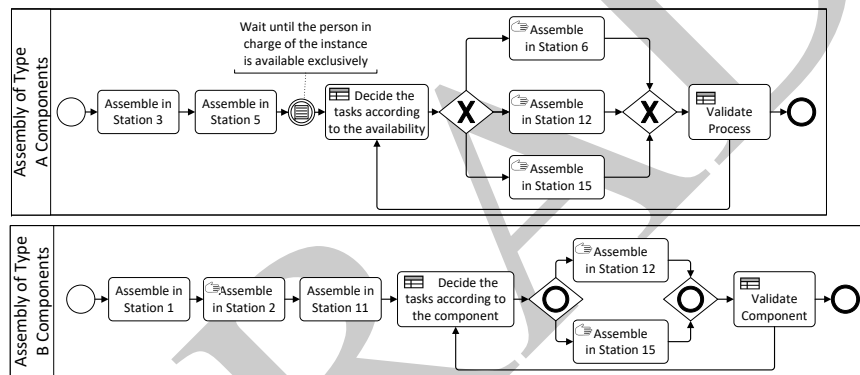 Assembly of Type
A Components
Wait until the person in
charge of the instance
is available exclusively
Assemble in
Station 3
Assemble in
Station 5
Decide the
tasks according
to the availability
X
Assemble
in Station 6
Assemble
in Station 12
Assemble
in Station 15
X
Validate
Process
Assembly of Type
B Components
Assemble in
Station 1
Assemble
in Station 2
Assemble in
Station 11
Decide the
tasks according to
the component
Assemble
in Station 12
Assemble
in Station 15
Validate
Component